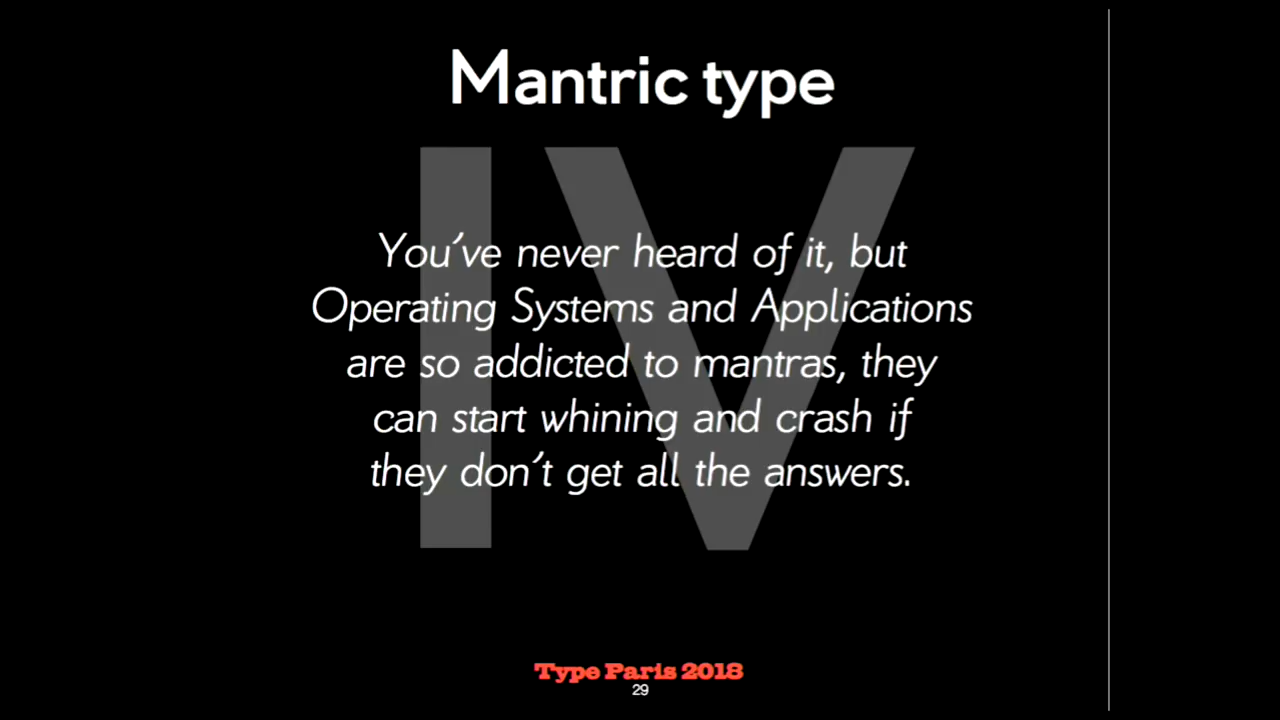 Mantric type
IV
You've never heard of it, but
Operating Systems and Applications
are so addicted to mantras, they
can start whining and crash if
they don't get all the answers.
Type Paris 2018
29